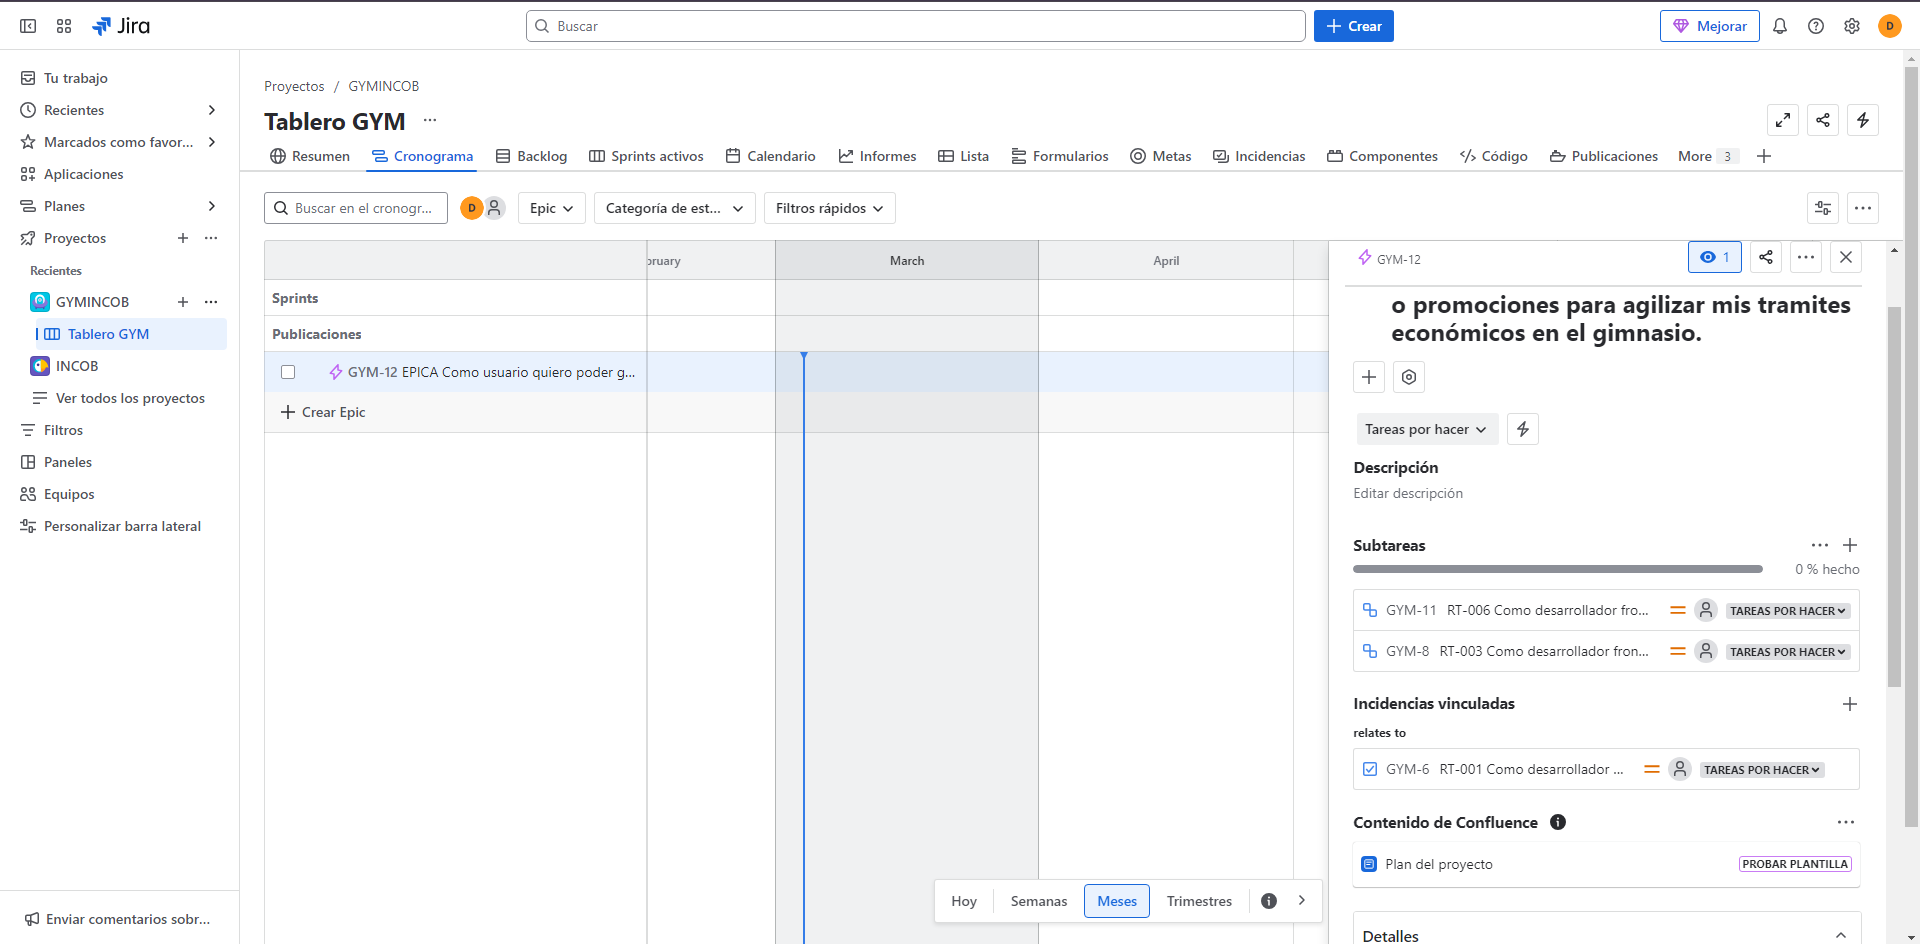 Jira
Buscar
Crear
Mejorar
D
Tu trabajo
Recientes
Marcados como favor...
Aplicaciones
Planes
Proyectos
Recientes
GYMINCOB
Tablero GYM
INCOB
Ver todos los proyectos
Filtros
Paneles
Equipos
Personalizar barra lateral
Enviar comentarios sobr...
Proyectos / GYMINCOB
Tablero GYM
Resumen Cronograma Backlog Sprints activos Calendario Informes Lista Formularios Metas Incidencias Componentes Código Publicaciones More 3
Buscar en el cronogr... D Epic Categoría de est... Filtros rápidos
bruary March April
Sprints
Publicaciones
GYM-12 EPICA Como usuario quiero poder g...
Crear Epic
Hoy Semanas Meses Trimestres
GYM-12 1
o promociones para agilizar mis tramites
económicos en el gimnasio.
Tareas por hacer
Descripción
Editar descripción
Subtareas
0 % hecho
GYM-11 RT-006 Como desarrollador fro... TAREAS POR HACER
GYM-8 RT-003 Como desarrollador fron... TAREAS POR HACER
Incidencias vinculadas
relates to
GYM-6 RT-001 Como desarrollador ... TAREAS POR HACER
Contenido de Confluence
Plan del proyecto PROBAR PLANTILLA
Detalles